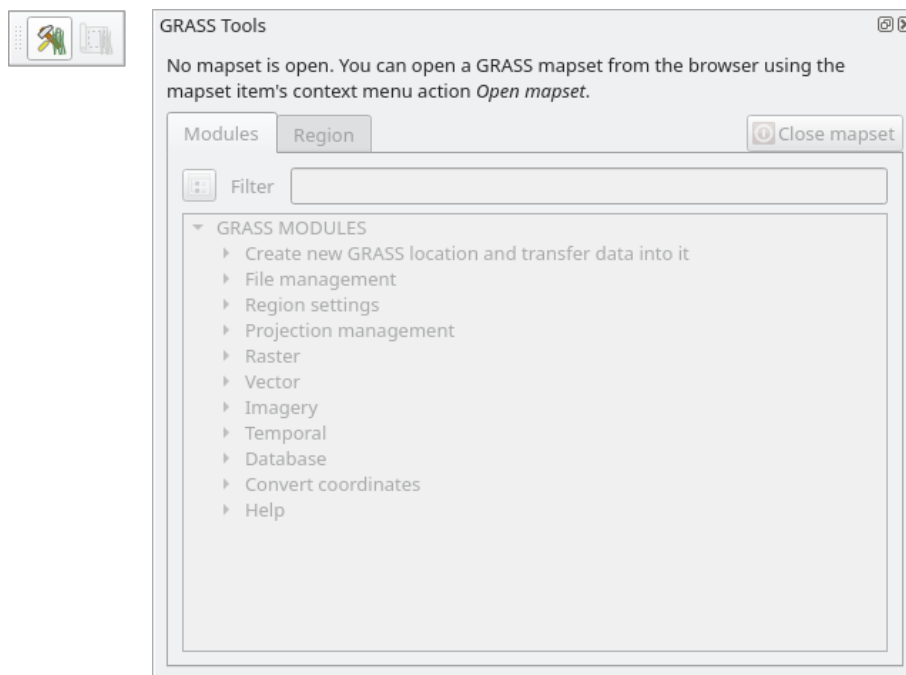 GRASS Tools
No mapset is open. You can open a GRASS mapset from the browser using the
mapset item's context menu action Open mapset.
Modules
Region
Close mapset
Filter
GRASS MODULES
Create new GRASS location and transfer data into it
File management
Region settings
Projection management
Raster
Vector
Imagery
Temporal
Database
Convert coordinates
Help